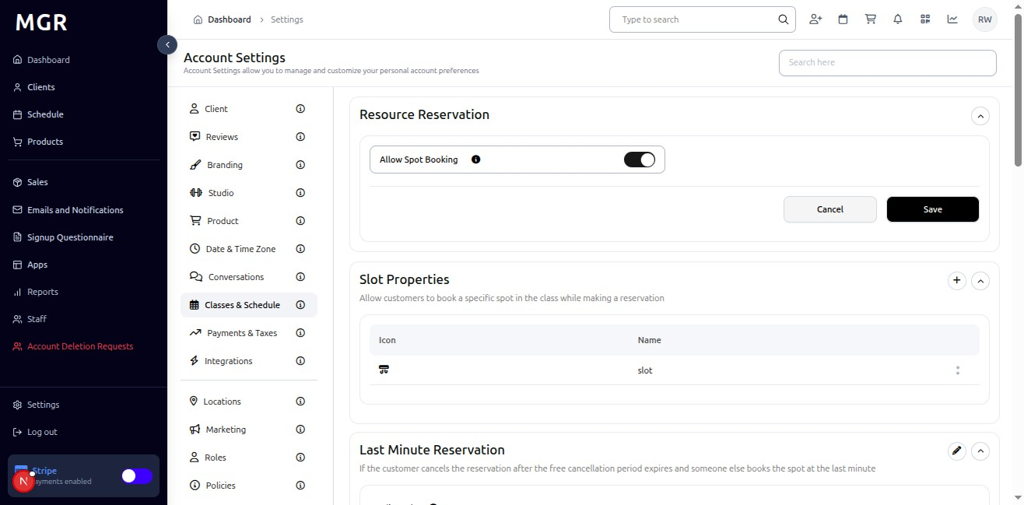 MGR
Dashboard
Clients
Schedule
Products
Sales
Emails and Notifications
Signup Questionnaire
Apps
Reports
Staff
Account Deletion Requests
Settings
Log out
Stripe
payments enabled
N
Dashboard > Settings
Type to search
RW
Account Settings
Account Settings allow you to manage and customize your personal account preferences
Search here
Client
Reviews
Branding
Studio
Product
Date & Time Zone
Conversations
Classes & Schedule
Payments & Taxes
Integrations
Locations
Marketing
Roles
Policies
Resource Reservation
Allow Spot Booking
Cancel
Save
Slot Properties
Allow customers to book a specific spot in the class while making a reservation
Icon Name
slot
Last Minute Reservation
If the customer cancels the reservation after the free cancellation period expires and someone else books the spot at the last minute